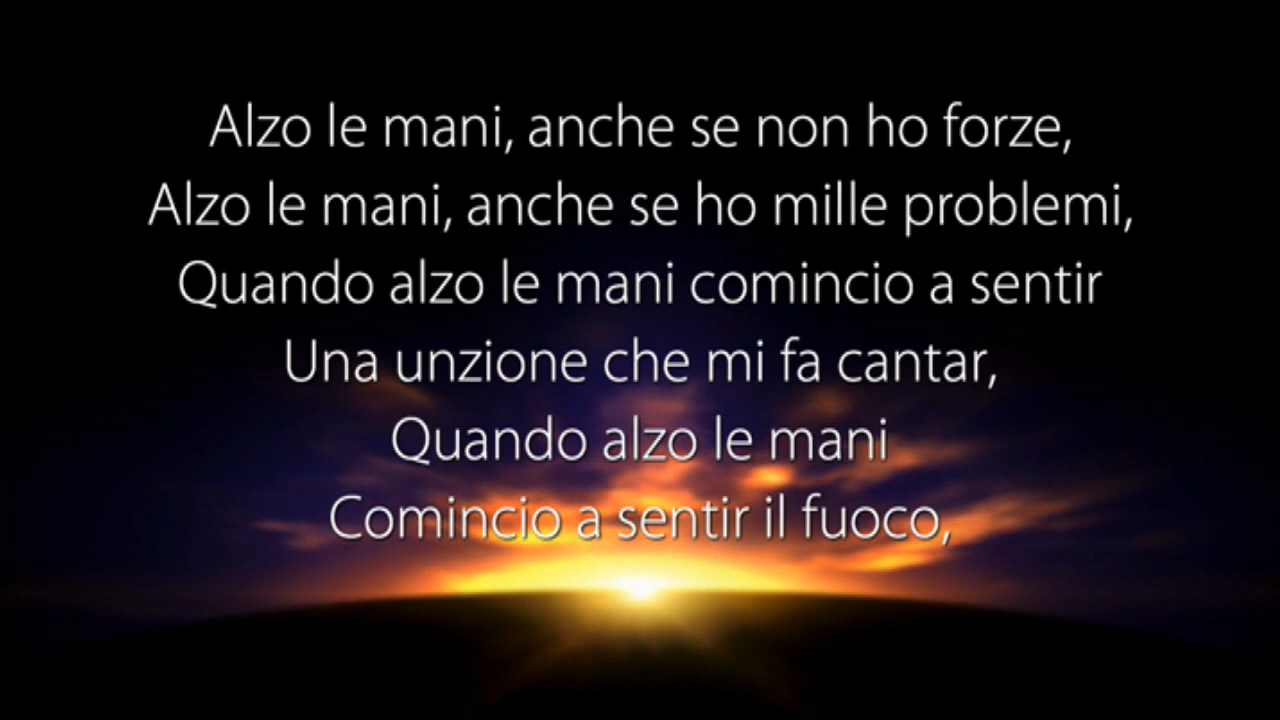 Alzo le mani, anche se non ho forze,
Alzo le mani, anche se ho mille problemi,
Quando alzo le mani comincio a sentir
Una unzione che mi fa cantar,
Quando alzo le mani
Comincio a sentir il fuoco,